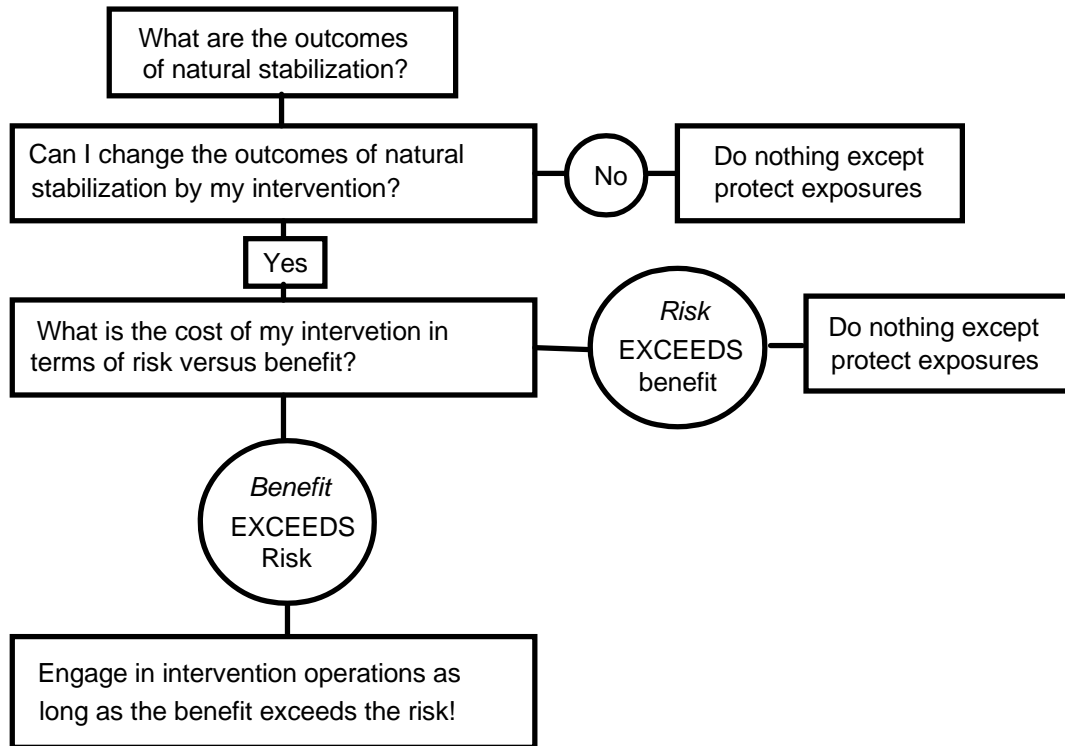 What are the outcomes
of natural stabilization?
Can I change the outcomes of natural
stabilization by my intervention?
No
Do nothing except
protect exposures
Yes
What is the cost of my intervetion in
terms of risk versus benefit?
Risk
EXCEEDS
benefit
Do nothing except
protect exposures
Benefit
EXCEEDS
Risk
Engage in intervention operations as
long as the benefit exceeds the risk!